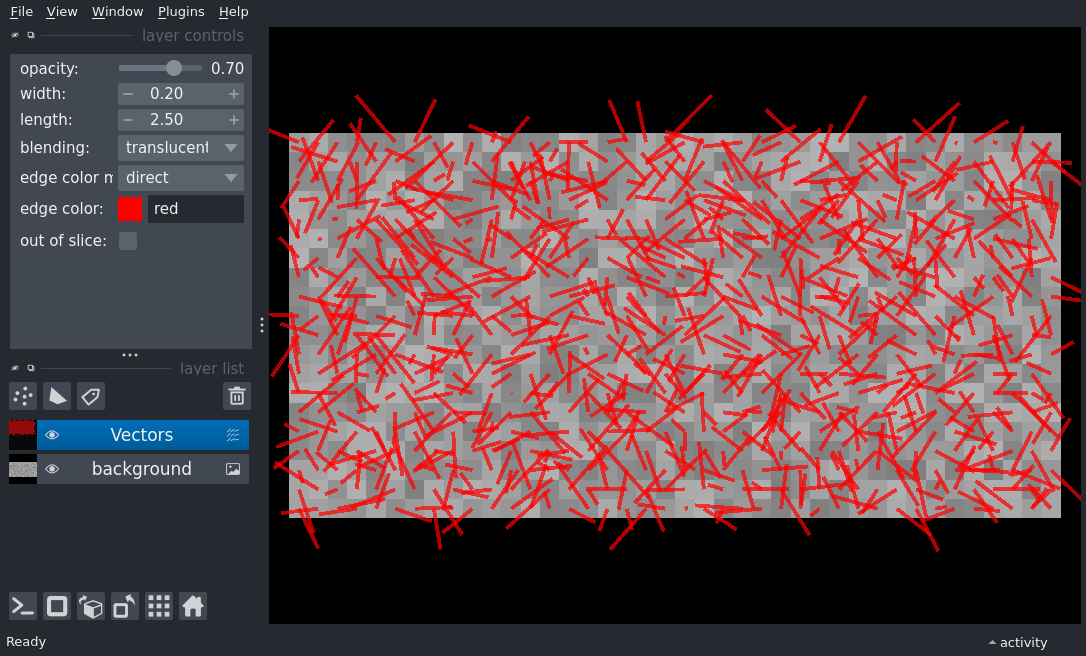 File View Window Plugins Help
layer controls
opacity: 0.70
width: 0.20
length: 2.50
blending: translucent
edge color m direct
edge color: red
out of slice:
layer list
Vectors
background
Ready
activity